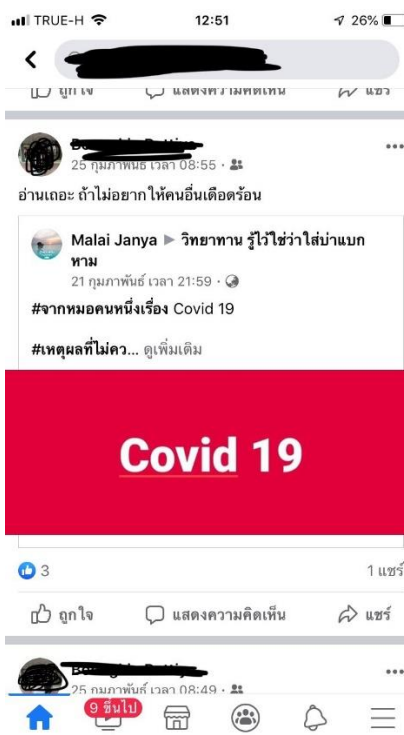 TRUE-H
12:51
26%
ถูกใจ แสดงความคิดเห็น แชร์
25 กุมภาพันธ์ เวลา 08:55 ·
อ่านเถอะ ถ้าไม่อยากให้คนอื่นเดือดร้อน
Malai Janya ▶ วิทยาทาน รู้ไว้ใช่ว่าใส่บ่าแบก
หาม
21 กุมภาพันธ์ เวลา 21:59 ·
#จากหมอคนหนึ่งเรื่อง Covid 19
#เหตุผลที่ไม่คว... ดูเพิ่มเติม
Covid 19
3
1 แชร์
ถูกใจ แสดงความคิดเห็น แชร์
25 กุมภาพันธ์ เวลา 08:49 ·
9 ขึ้นไป